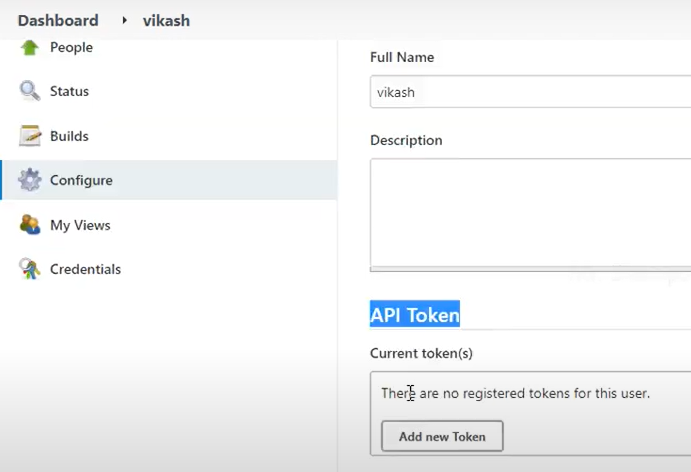 Dashboard
vikash
People
Status
Builds
Configure
My Views
Credentials
Full Name
vikash
Description
API Token
Current token(s)
There are no registered tokens for this user.
Add new Token